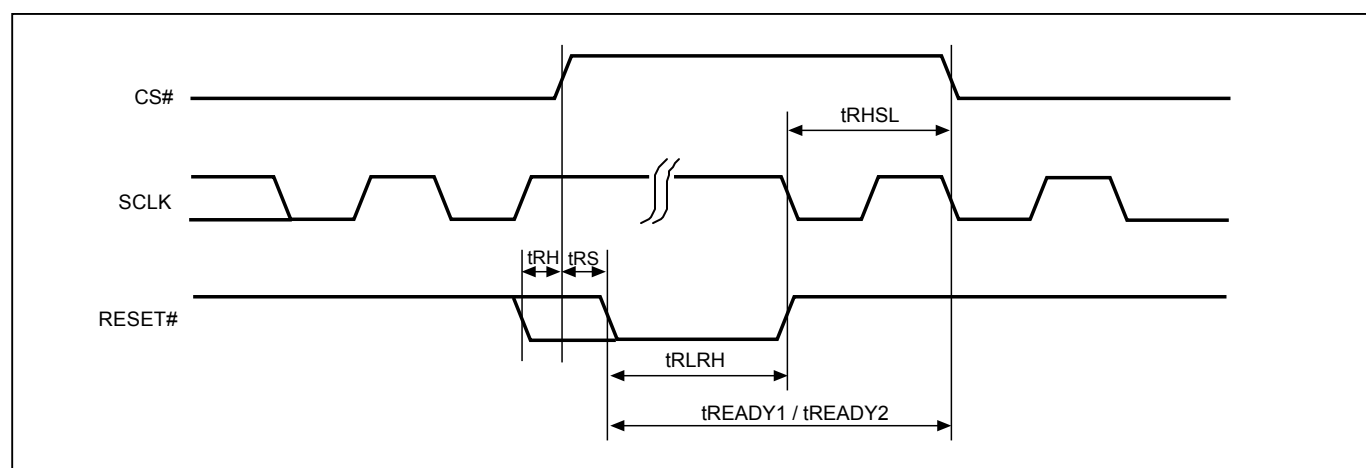 CS#
tRHSL
SCLK
tRH tRS
RESET#
tRLRH
tREADY1 / tREADY2